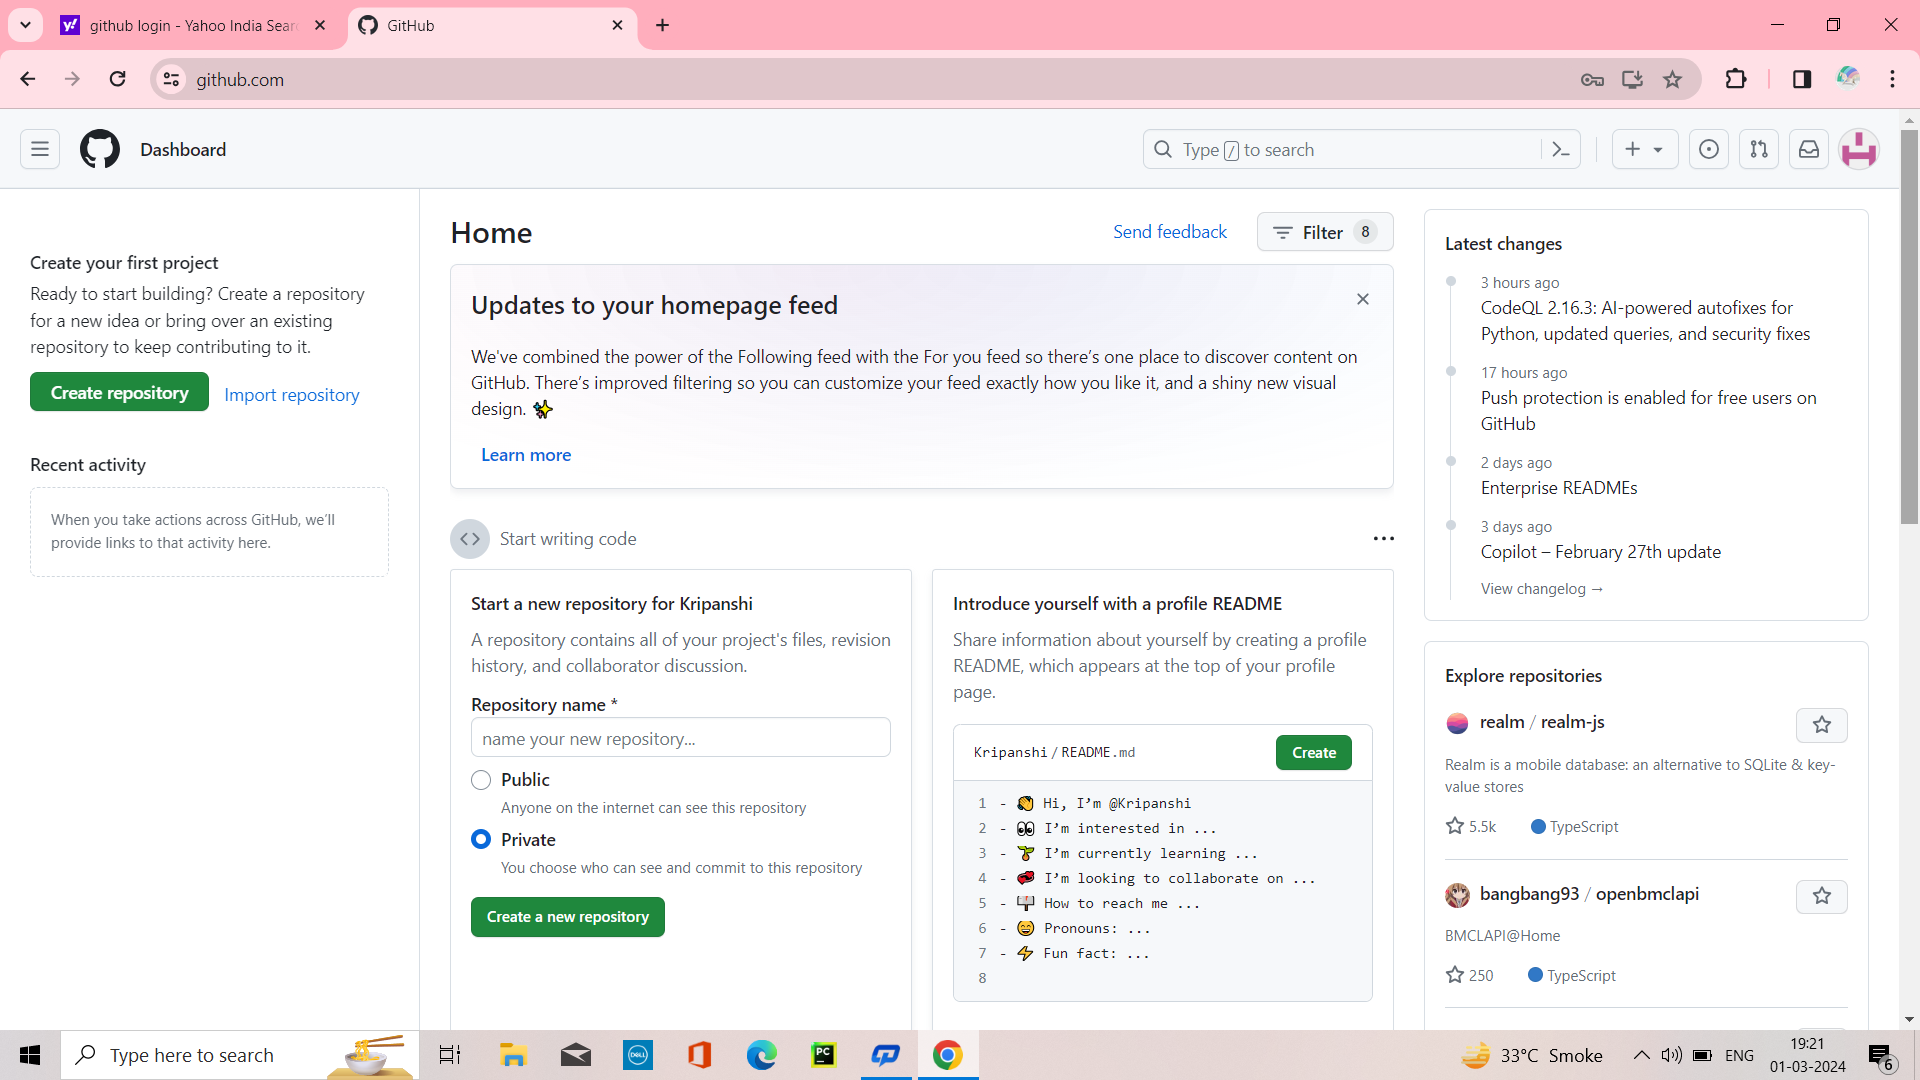 github login - Yahoo India Sear
GitHub
github.com
Dashboard
Type / to search
Create your first project
Ready to start building? Create a repository
for a new idea or bring over an existing
repository to keep contributing to it.
Create repository
Import repository
Recent activity
When you take actions across GitHub, we'll
provide links to that activity here.
Home
Send feedback
Filter 8
Updates to your homepage feed
We've combined the power of the Following feed with the For you feed so there's one place to discover content on
GitHub. There's improved filtering so you can customize your feed exactly how you like it, and a shiny new visual
design. ✨
Learn more
Start writing code
Start a new repository for Kripanshi
A repository contains all of your project's files, revision
history, and collaborator discussion.
Repository name *
name your new repository...
Public
Anyone on the internet can see this repository
Private
You choose who can see and commit to this repository
Create a new repository
Introduce yourself with a profile README
Share information about yourself by creating a profile
README, which appears at the top of your profile
page.
Kripanshi / README.md
Create
1 - 👋 Hi, I'm @Kripanshi
2 - 👀 I'm interested in ...
3 - 🌱 I'm currently learning ...
4 - 💞️ I'm looking to collaborate on ...
5 - 📫 How to reach me ...
6 - 😄 Pronouns: ...
7 - ⚡ Fun fact: ...
8
Latest changes
3 hours ago
CodeQL 2.16.3: AI-powered autofixes for
Python, updated queries, and security fixes
17 hours ago
Push protection is enabled for free users on
GitHub
2 days ago
Enterprise READMEs
3 days ago
Copilot – February 27th update
View changelog →
Explore repositories
realm / realm-js
Realm is a mobile database: an alternative to SQLite & key-
value stores
5.5k
TypeScript
bangbang93 / openbmclapi
BMCLAPI@Home
250
TypeScript
Type here to search
DELL
PC
33°C Smoke
ENG
19:21
01-03-2024
6